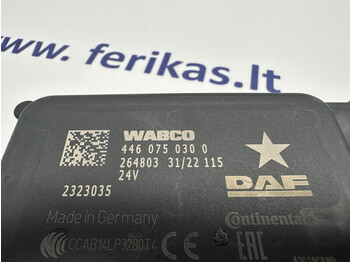 ferikas.lt
WABCO
446 075 030 0
264803 31/22 115
24V
2323035
DAF
Made in Germany
Continental
CCAB14LP3280T4
EAC